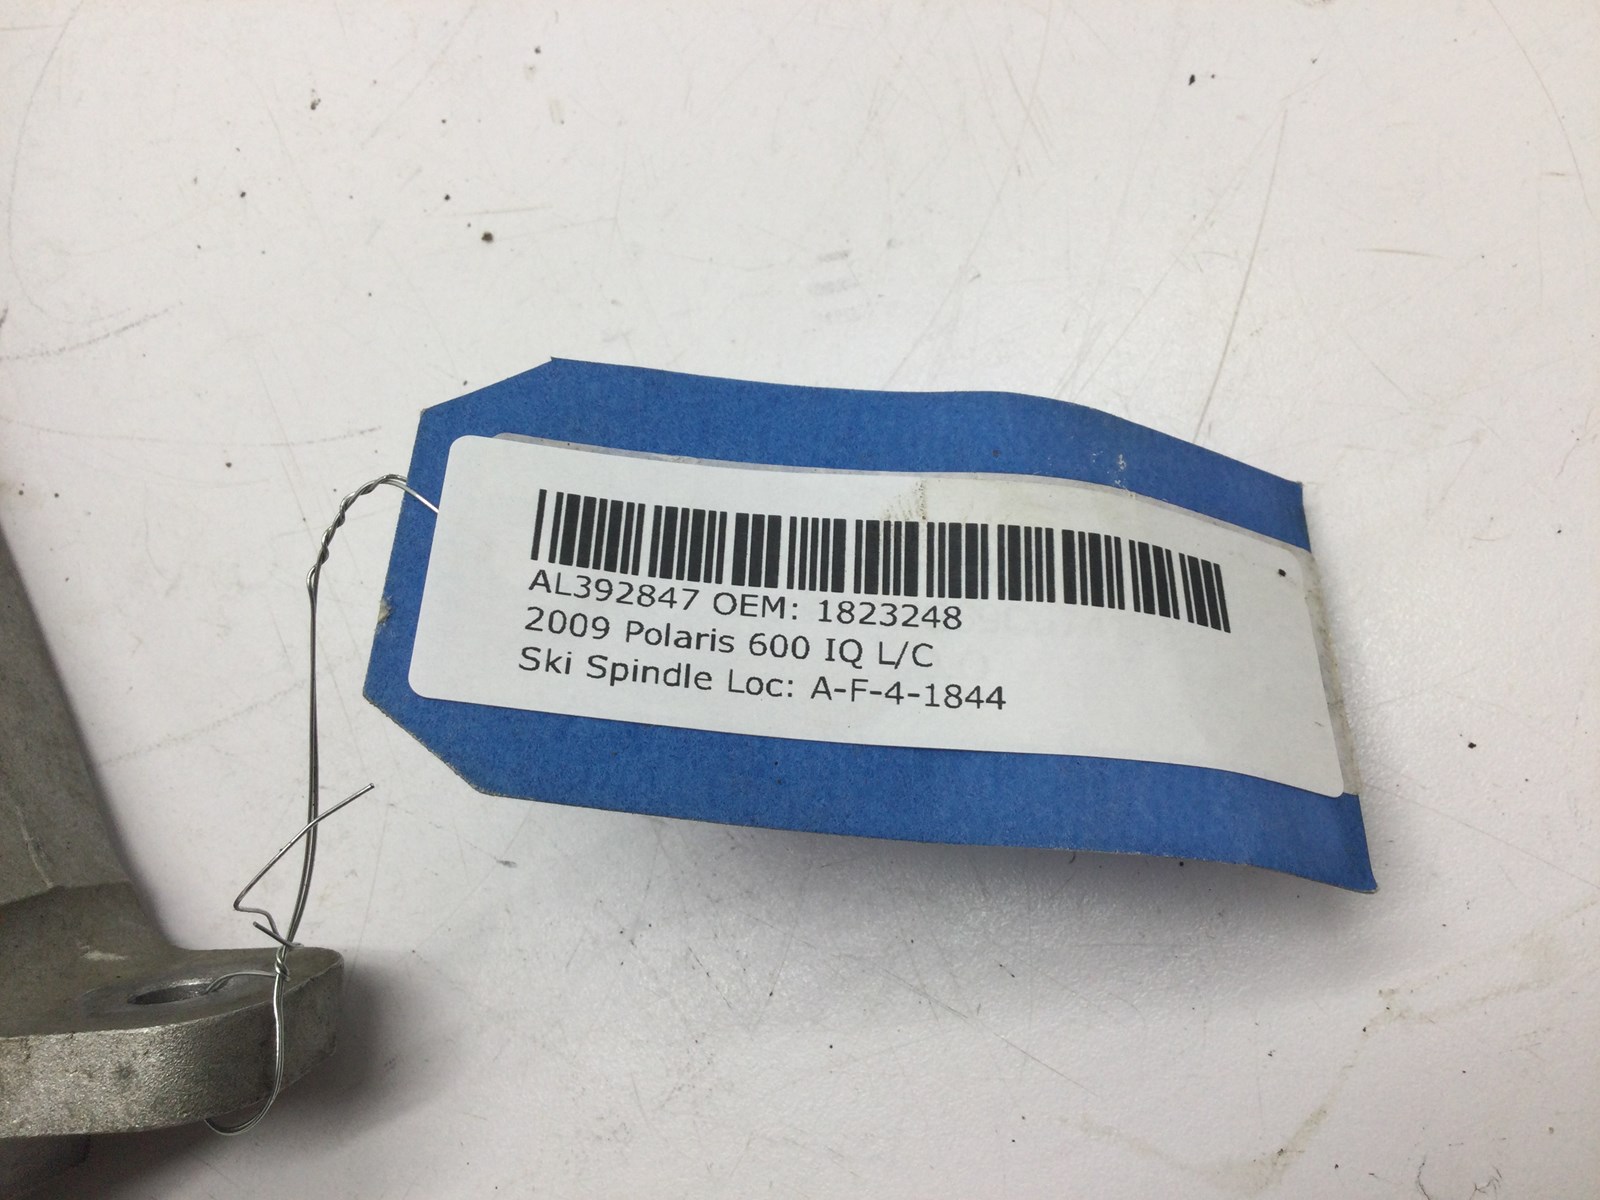 AL392847 OEM: 1823248
2009 Polaris 600 IQ L/C
Ski Spindle Loc: A-F-4-1844